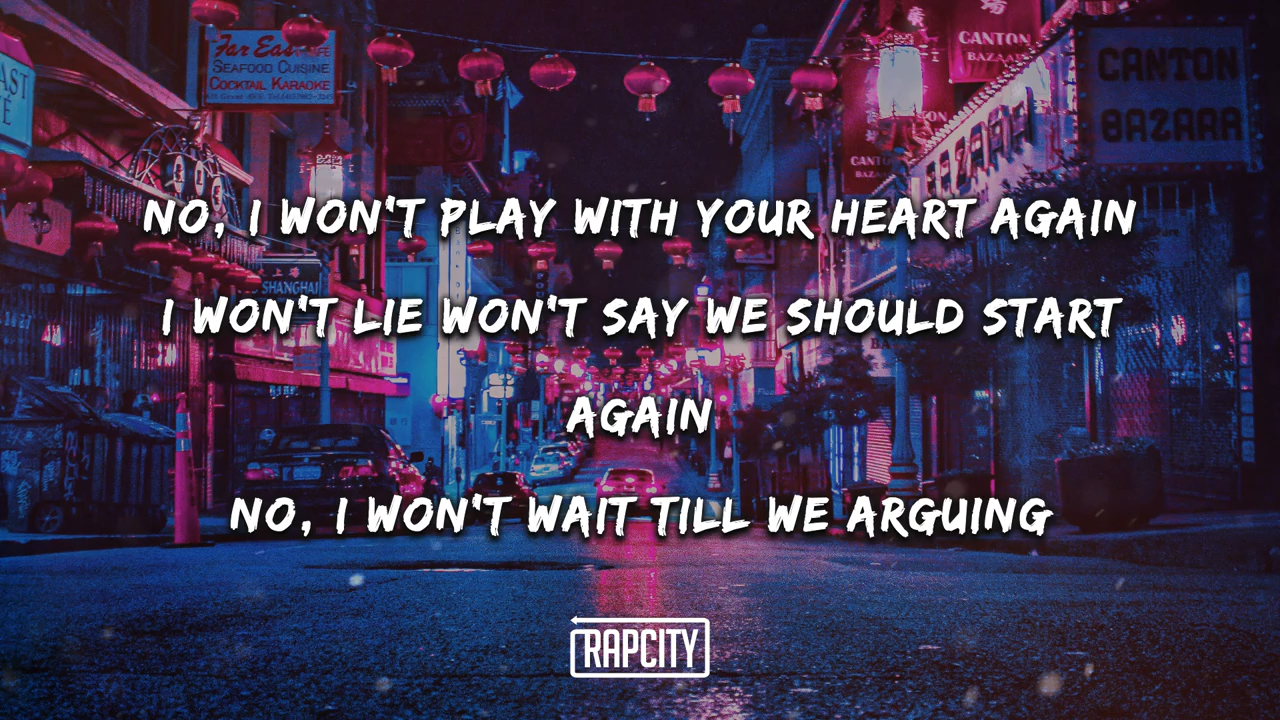 Far East CAFE
SEAFOOD CUISINE
COCKTAIL KARAOKE
CANTON
BAZAAR
CANTON
BAZAAR
SHANGHAI
NO, I WON'T PLAY WITH YOUR HEART AGAIN
I WON'T LIE WON'T SAY WE SHOULD START
AGAIN
NO, I WON'T WAIT TILL WE ARGUING
RAPCITY